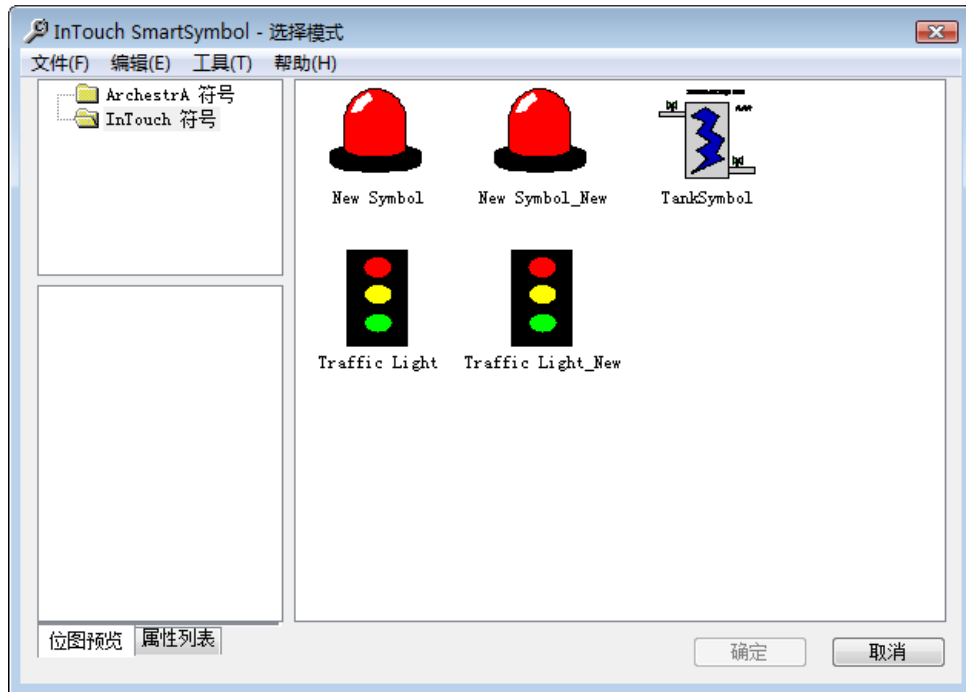 InTouch SmartSymbol - 选择模式
文件(F) 编辑(E) 工具(T) 帮助(H)
ArchestrA 符号
InTouch 符号
New Symbol
New Symbol_New
TankSymbol
Traffic Light
Traffic Light_New
位图预览
属性列表
确定
取消